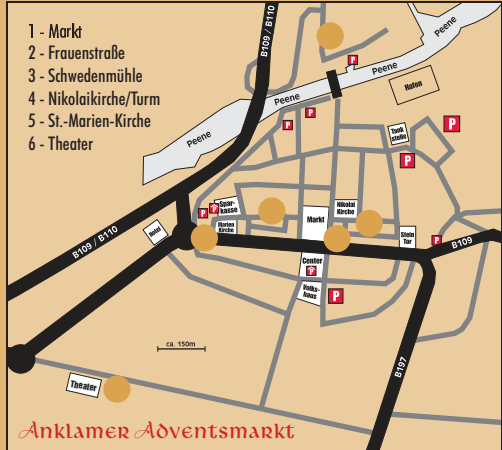 1 - Markt
2 - Frauenstraße
3 - Schwedenmühle
4 - Nikolaikirche/Turm
5 - St.-Marien-Kirche
6 - Theater
B109 / B110
Peene
P
Peene
Hafen
Peene
P
P
Peene
P
Tank
stelle
P
P
P
Spar-
kasse
Marien
Kirche
Markt
Nikolai
Kirche
Stein
Tor
P
B109
Hotel
B109 / B110
Center
P
Volks-
haus
P
ca. 150m
B197
Theater
Anklamer Adventsmarkt